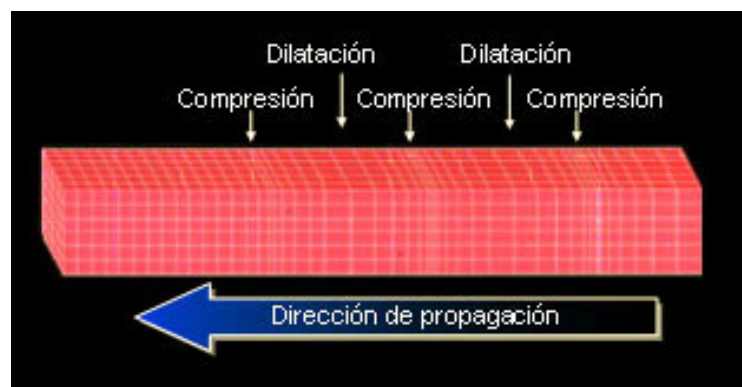 Dilatación Dilatación
Compresión Compresión Compresión
Dirección de propagación